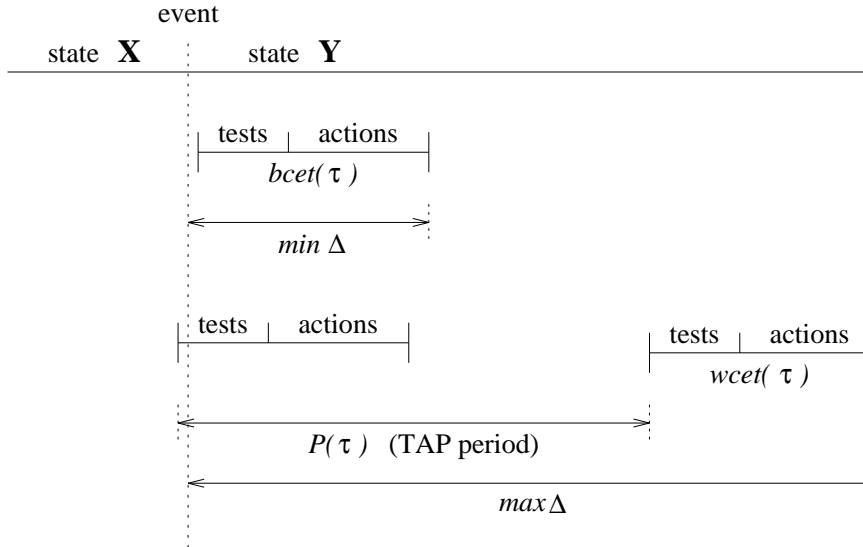 event
state X state Y
tests actions
bcet( τ )
min Δ
tests actions tests actions
wcet( τ )
P( τ ) (TAP period)
max Δ